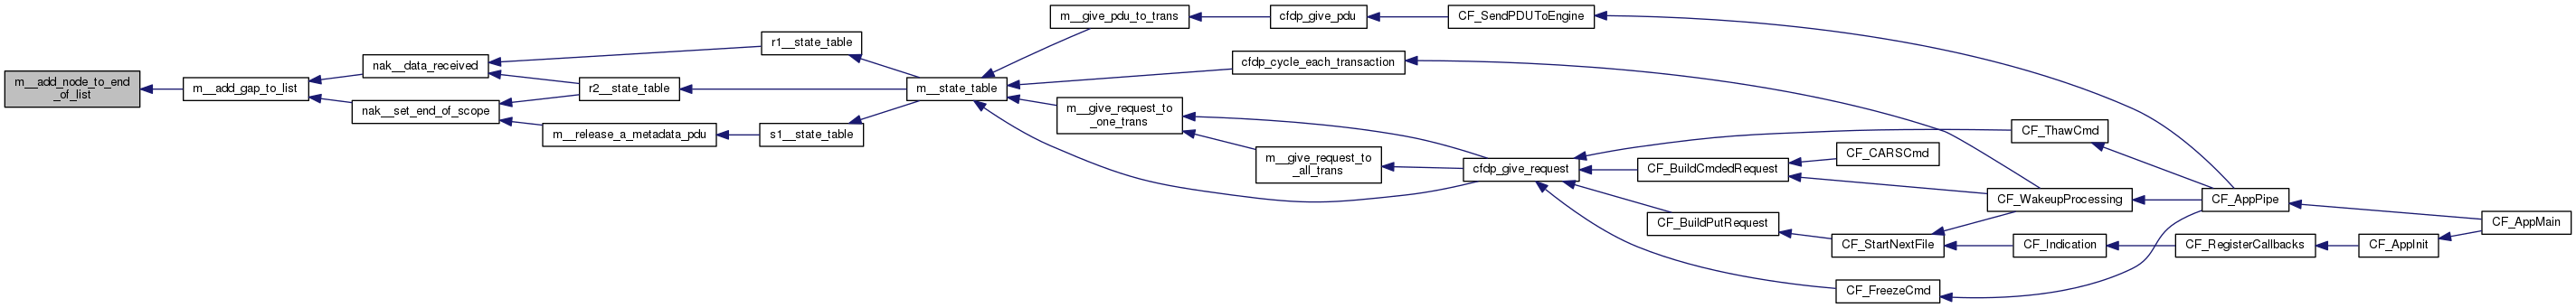 m__add_node_to_end
_of_list
m__add_gap_to_list
nak__data_received
nak__set_end_of_scope
r1__state_table
r2__state_table
m__release_a_metadata_pdu
s1__state_table
m__state_table
m__give_pdu_to_trans
cfdp_give_pdu
CF_SendPDUToEngine
cfdp_cycle_each_transaction
m__give_request_to
_one_trans
m__give_request_to
_all_trans
cfdp_give_request
CF_ThawCmd
CF_BuildCmdedRequest
CF_CARSCmd
CF_BuildPutRequest
CF_StartNextFile
CF_FreezeCmd
CF_WakeupProcessing
CF_Indication
CF_RegisterCallbacks
CF_AppPipe
CF_AppInit
CF_AppMain